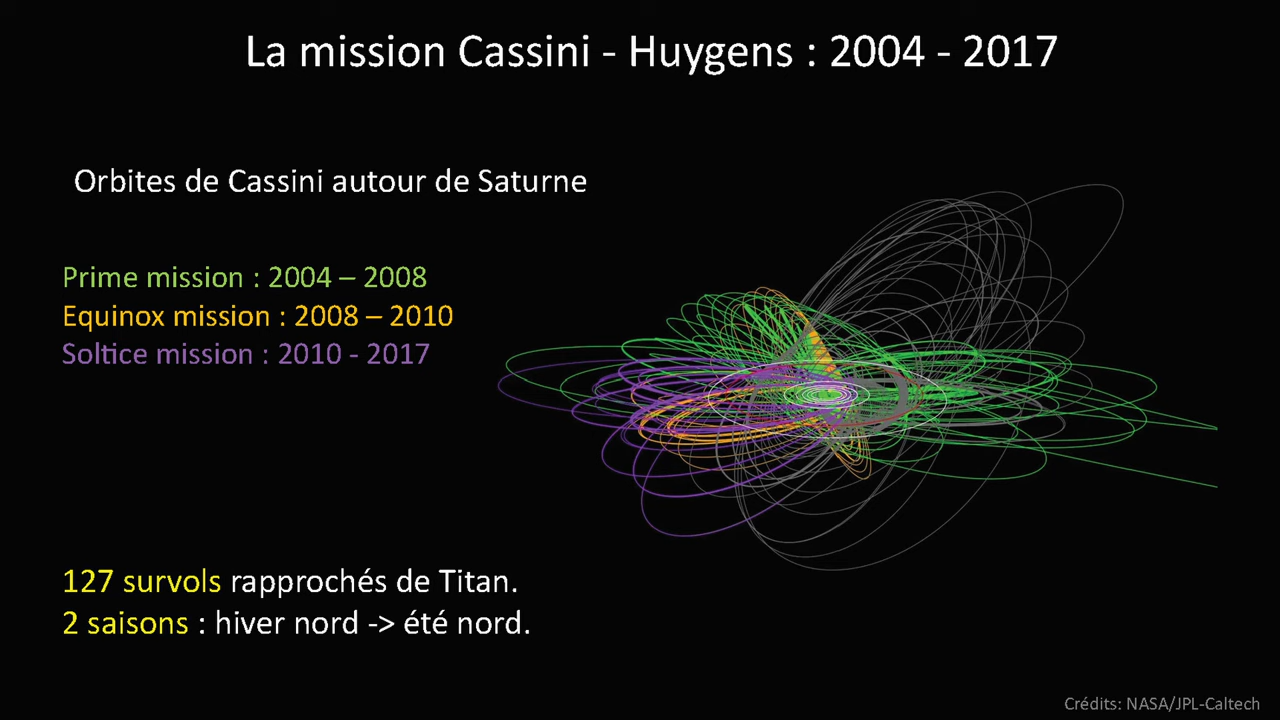 La mission Cassini - Huygens : 2004 - 2017
Orbites de Cassini autour de Saturne
Prime mission : 2004 – 2008
Equinox mission : 2008 – 2010
Soltice mission : 2010 - 2017
127 survols rapprochés de Titan.
2 saisons : hiver nord -> été nord.
Crédits: NASA/JPL-Caltech